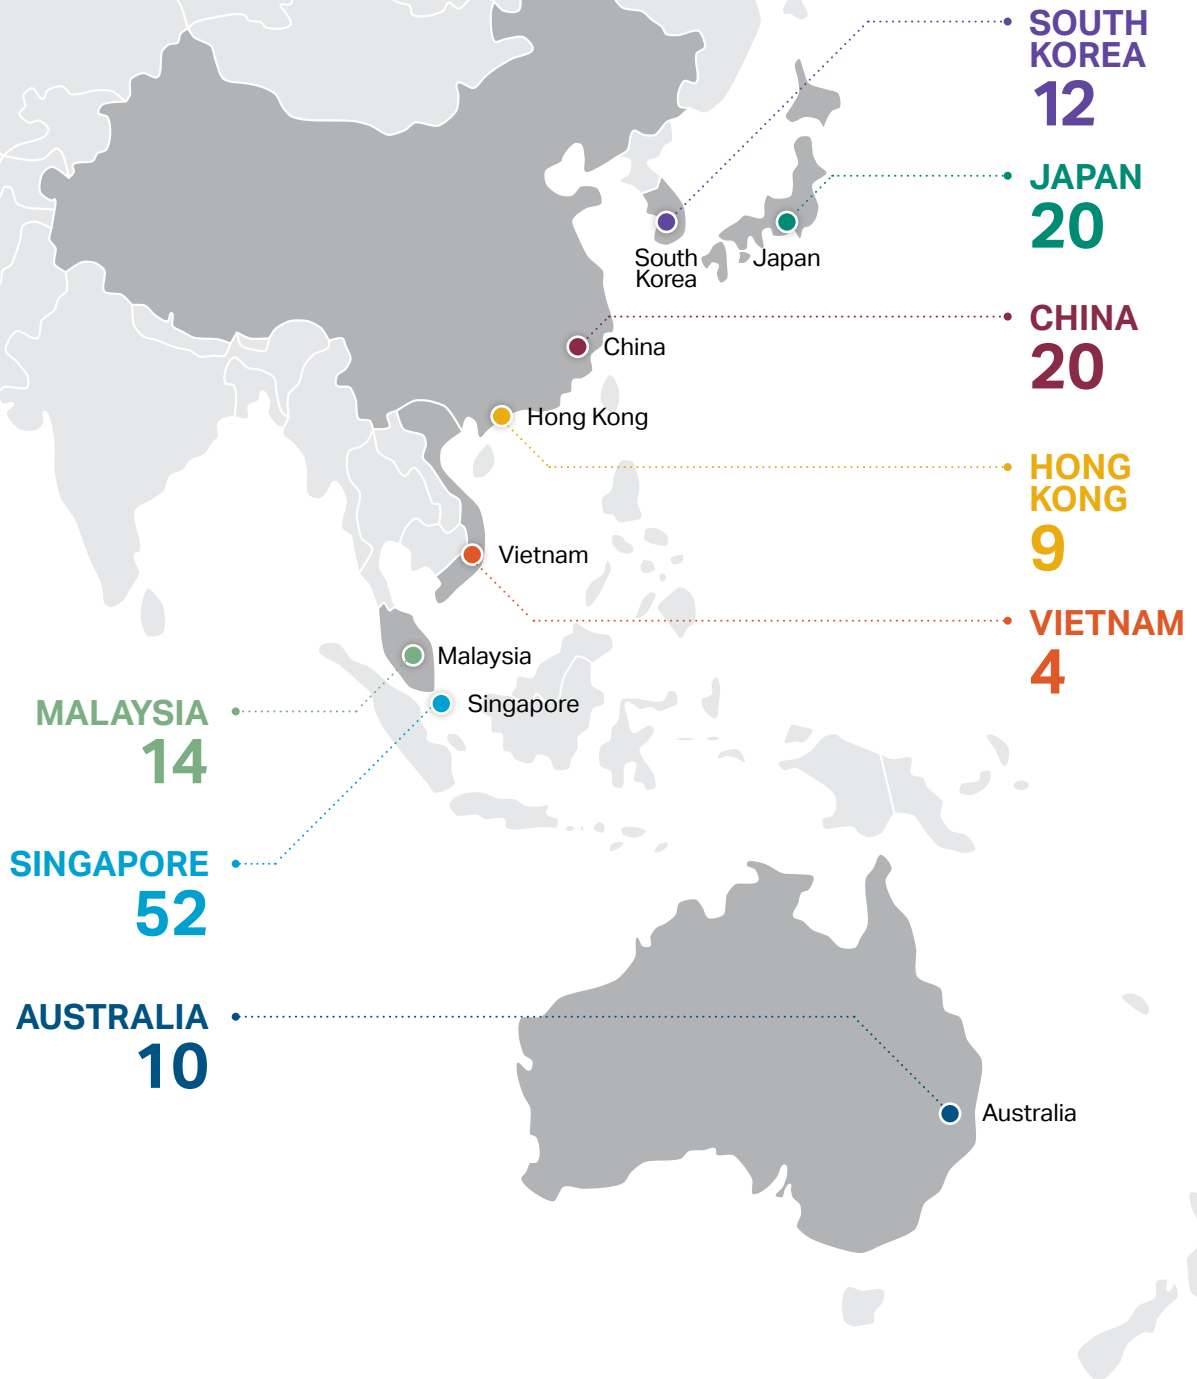 SOUTH
KOREA
12
JAPAN
20
South
Korea
Japan
CHINA
20
China
Hong Kong
HONG
KONG
9
Vietnam
VIETNAM
4
Malaysia
Singapore
MALAYSIA
14
SINGAPORE
52
AUSTRALIA
10
Australia